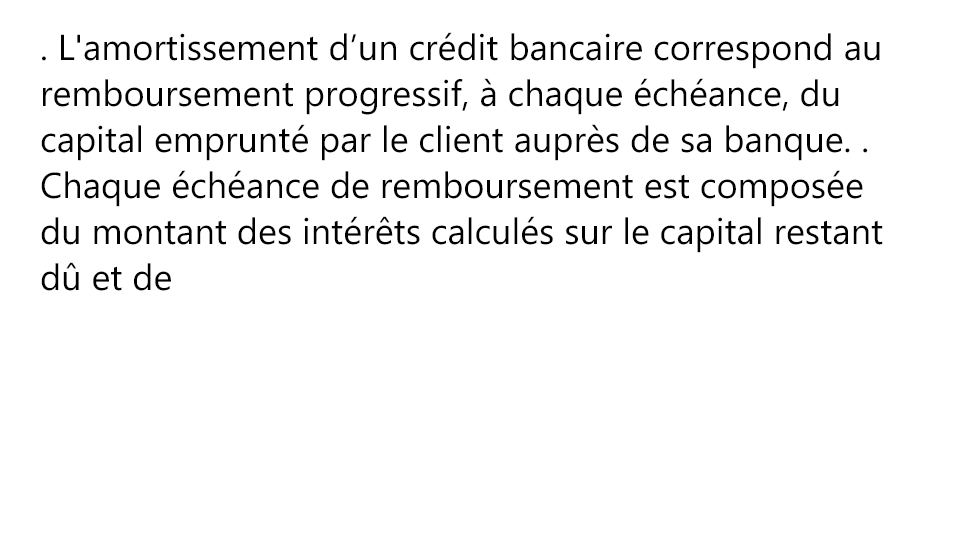 . L'amortissement d’un crédit bancaire correspond au
remboursement progressif, à chaque échéance, du
capital emprunté par le client auprès de sa banque. .
Chaque échéance de remboursement est composée
du montant des intérêts calculés sur le capital restant
dû et de